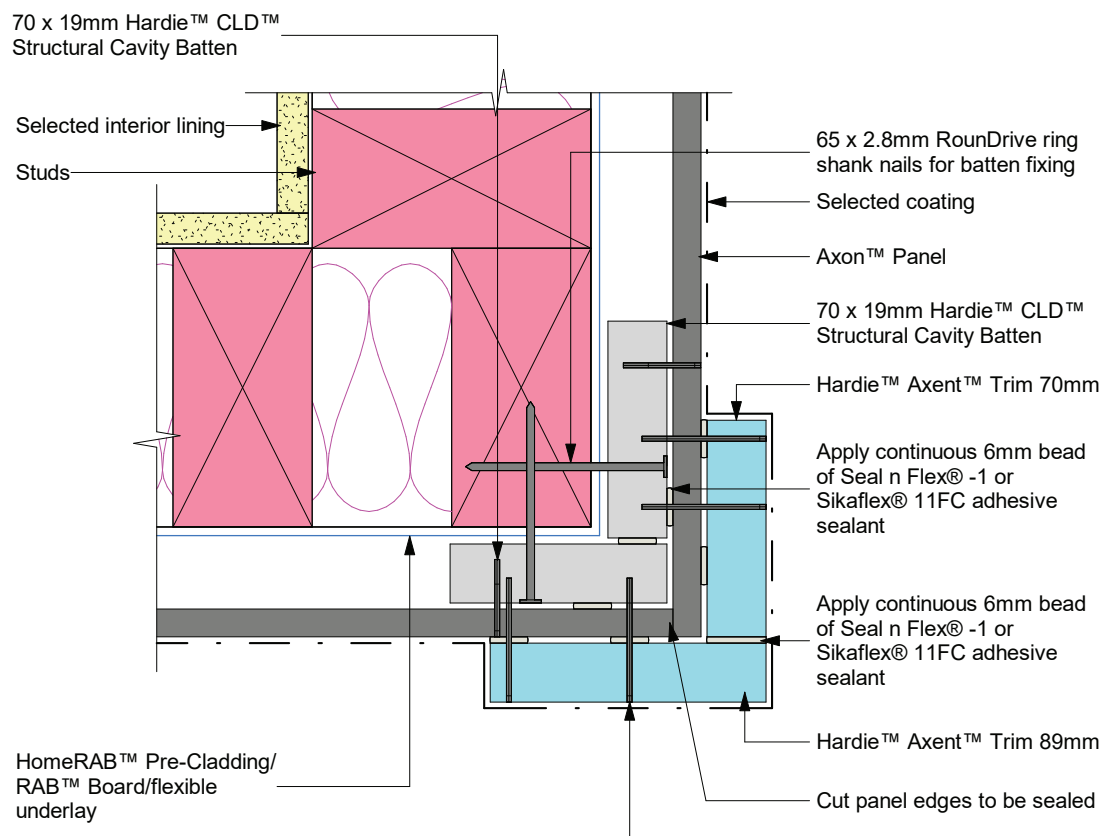 70 x 19mm Hardie™ CLD™
Structural Cavity Batten
Selected interior lining
Studs
HomeRAB™ Pre-Cladding/
RAB™ Board/flexible
underlay
65 x 2.8mm RounDrive ring
shank nails for batten fixing
Selected coating
Axon™ Panel
70 x 19mm Hardie™ CLD™
Structural Cavity Batten
Hardie™ Axent™ Trim 70mm
Apply continuous 6mm bead
of Seal n Flex® -1 or
Sikaflex® 11FC adhesive
sealant
Apply continuous 6mm bead
of Seal n Flex® -1 or
Sikaflex® 11FC adhesive
sealant
Hardie™ Axent™ Trim 89mm
Cut panel edges to be sealed